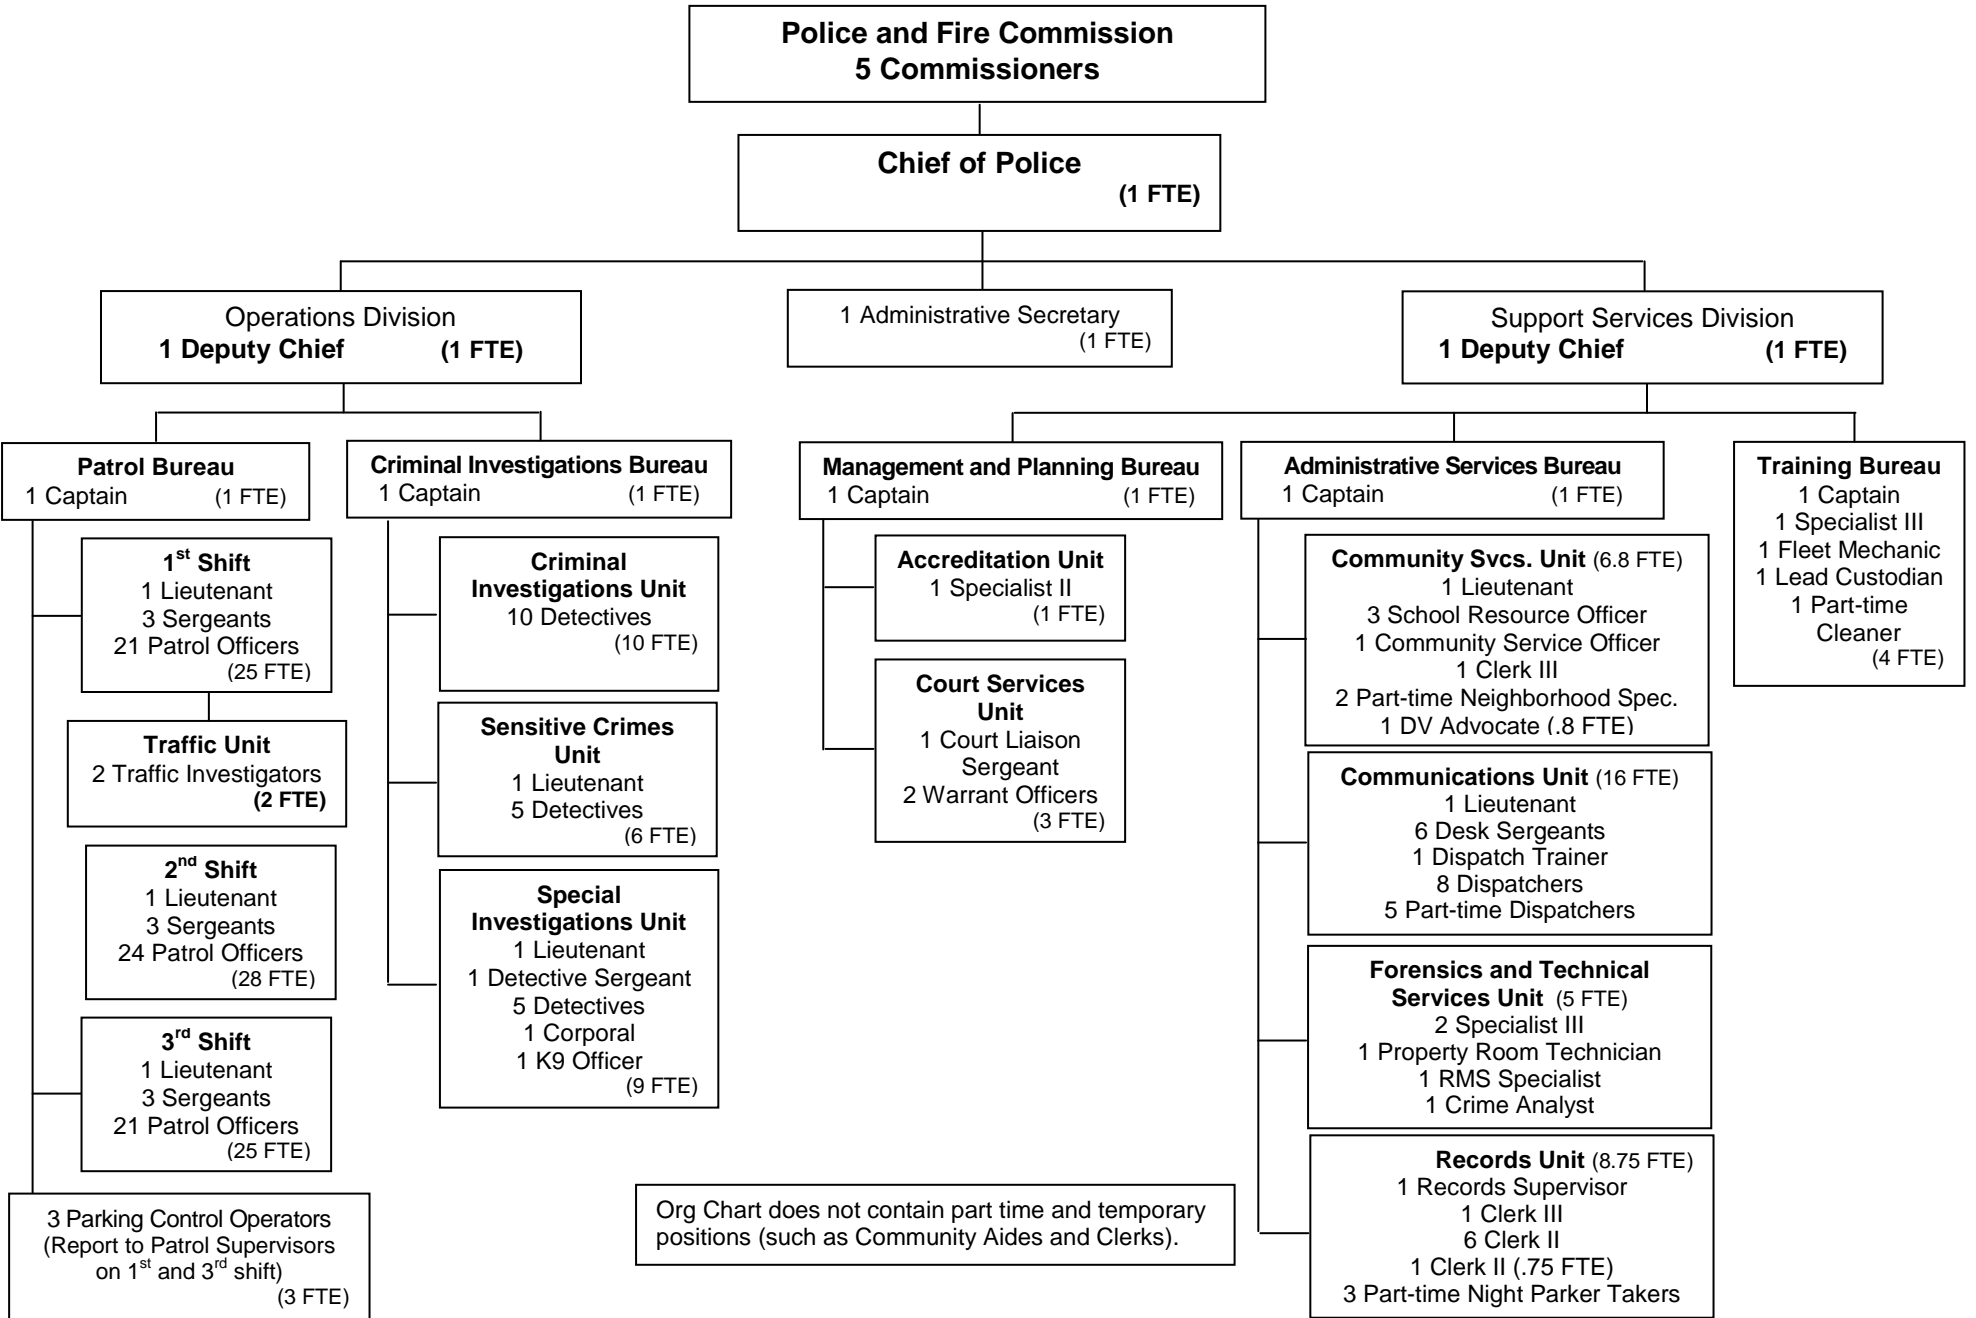 Police and Fire Commission
5 Commissioners
Chief of Police
(1 FTE)
Operations Division
1 Deputy Chief (1 FTE)
1 Administrative Secretary
(1 FTE)
Support Services Division
1 Deputy Chief (1 FTE)
Patrol Bureau
1 Captain (1 FTE)
1st Shift
1 Lieutenant
3 Sergeants
21 Patrol Officers
(25 FTE)
Traffic Unit
2 Traffic Investigators
(2 FTE)
2nd Shift
1 Lieutenant
3 Sergeants
24 Patrol Officers
(28 FTE)
3rd Shift
1 Lieutenant
3 Sergeants
21 Patrol Officers
(25 FTE)
3 Parking Control Operators
(Report to Patrol Supervisors
on 1st and 3rd shift)
(3 FTE)
Criminal Investigations Bureau
1 Captain (1 FTE)
Criminal
Investigations Unit
10 Detectives
(10 FTE)
Sensitive Crimes
Unit
1 Lieutenant
5 Detectives
(6 FTE)
Special
Investigations Unit
1 Lieutenant
1 Detective Sergeant
5 Detectives
1 Corporal
1 K9 Officer
(9 FTE)
Management and Planning Bureau
1 Captain (1 FTE)
Accreditation Unit
1 Specialist II
(1 FTE)
Court Services
Unit
1 Court Liaison
Sergeant
2 Warrant Officers
(3 FTE)
Administrative Services Bureau
1 Captain (1 FTE)
Community Svcs. Unit (6.8 FTE)
1 Lieutenant
3 School Resource Officer
1 Community Service Officer
1 Clerk III
2 Part-time Neighborhood Spec.
1 DV Advocate (.8 FTE)
Communications Unit (16 FTE)
1 Lieutenant
6 Desk Sergeants
1 Dispatch Trainer
8 Dispatchers
5 Part-time Dispatchers
Forensics and Technical
Services Unit (5 FTE)
2 Specialist III
1 Property Room Technician
1 RMS Specialist
1 Crime Analyst
Records Unit (8.75 FTE)
1 Records Supervisor
1 Clerk III
6 Clerk II
1 Clerk II (.75 FTE)
3 Part-time Night Parker Takers
Training Bureau
1 Captain
1 Specialist III
1 Fleet Mechanic
1 Lead Custodian
1 Part-time
Cleaner
(4 FTE)
Org Chart does not contain part time and temporary
positions (such as Community Aides and Clerks).